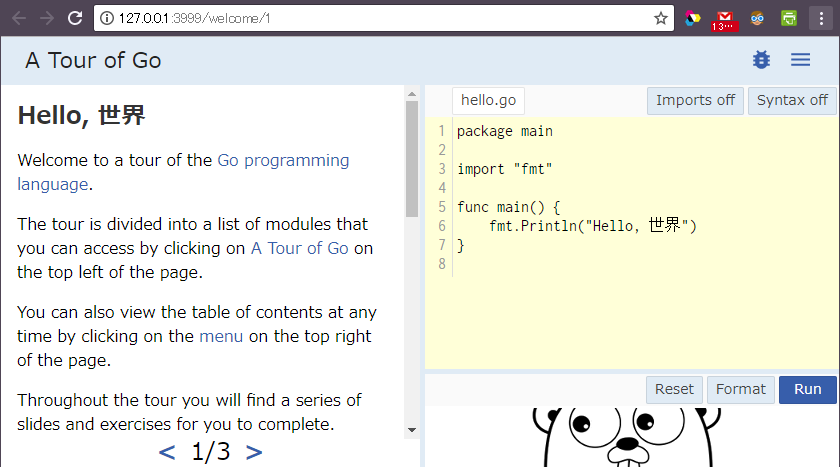 127.0.0.1:3999/welcome/1
13
A Tour of Go
Hello, 世界
Welcome to a tour of the Go programming
language.
The tour is divided into a list of modules that
you can access by clicking on A Tour of Go on
the top left of the page.
You can also view the table of contents at any
time by clicking on the menu on the top right
of the page.
Throughout the tour you will find a series of
slides and exercises for you to complete.
< 1/3 >
hello.go
Imports off
Syntax off
1 package main
2
3 import "fmt"
4
5 func main() {
6 fmt.Println("Hello, 世界")
7 }
8
Reset
Format
Run